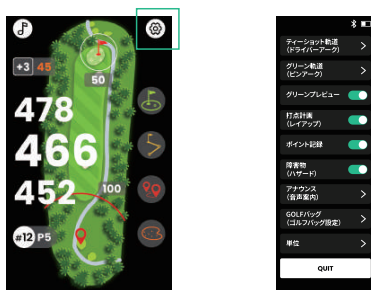 +3 45
50
478
466
452
100
#12 P5
ティーショット軌道
(ドライバーアーク)
グリーン軌道
(ピンアーク)
グリーンプレビュー
打点計画
(レイアップ)
ポイント記録
障害物
(ハザード)
アナウンス
(音声案内)
GOLFバッグ
(ゴルフバッグ設定)
単位
QUIT